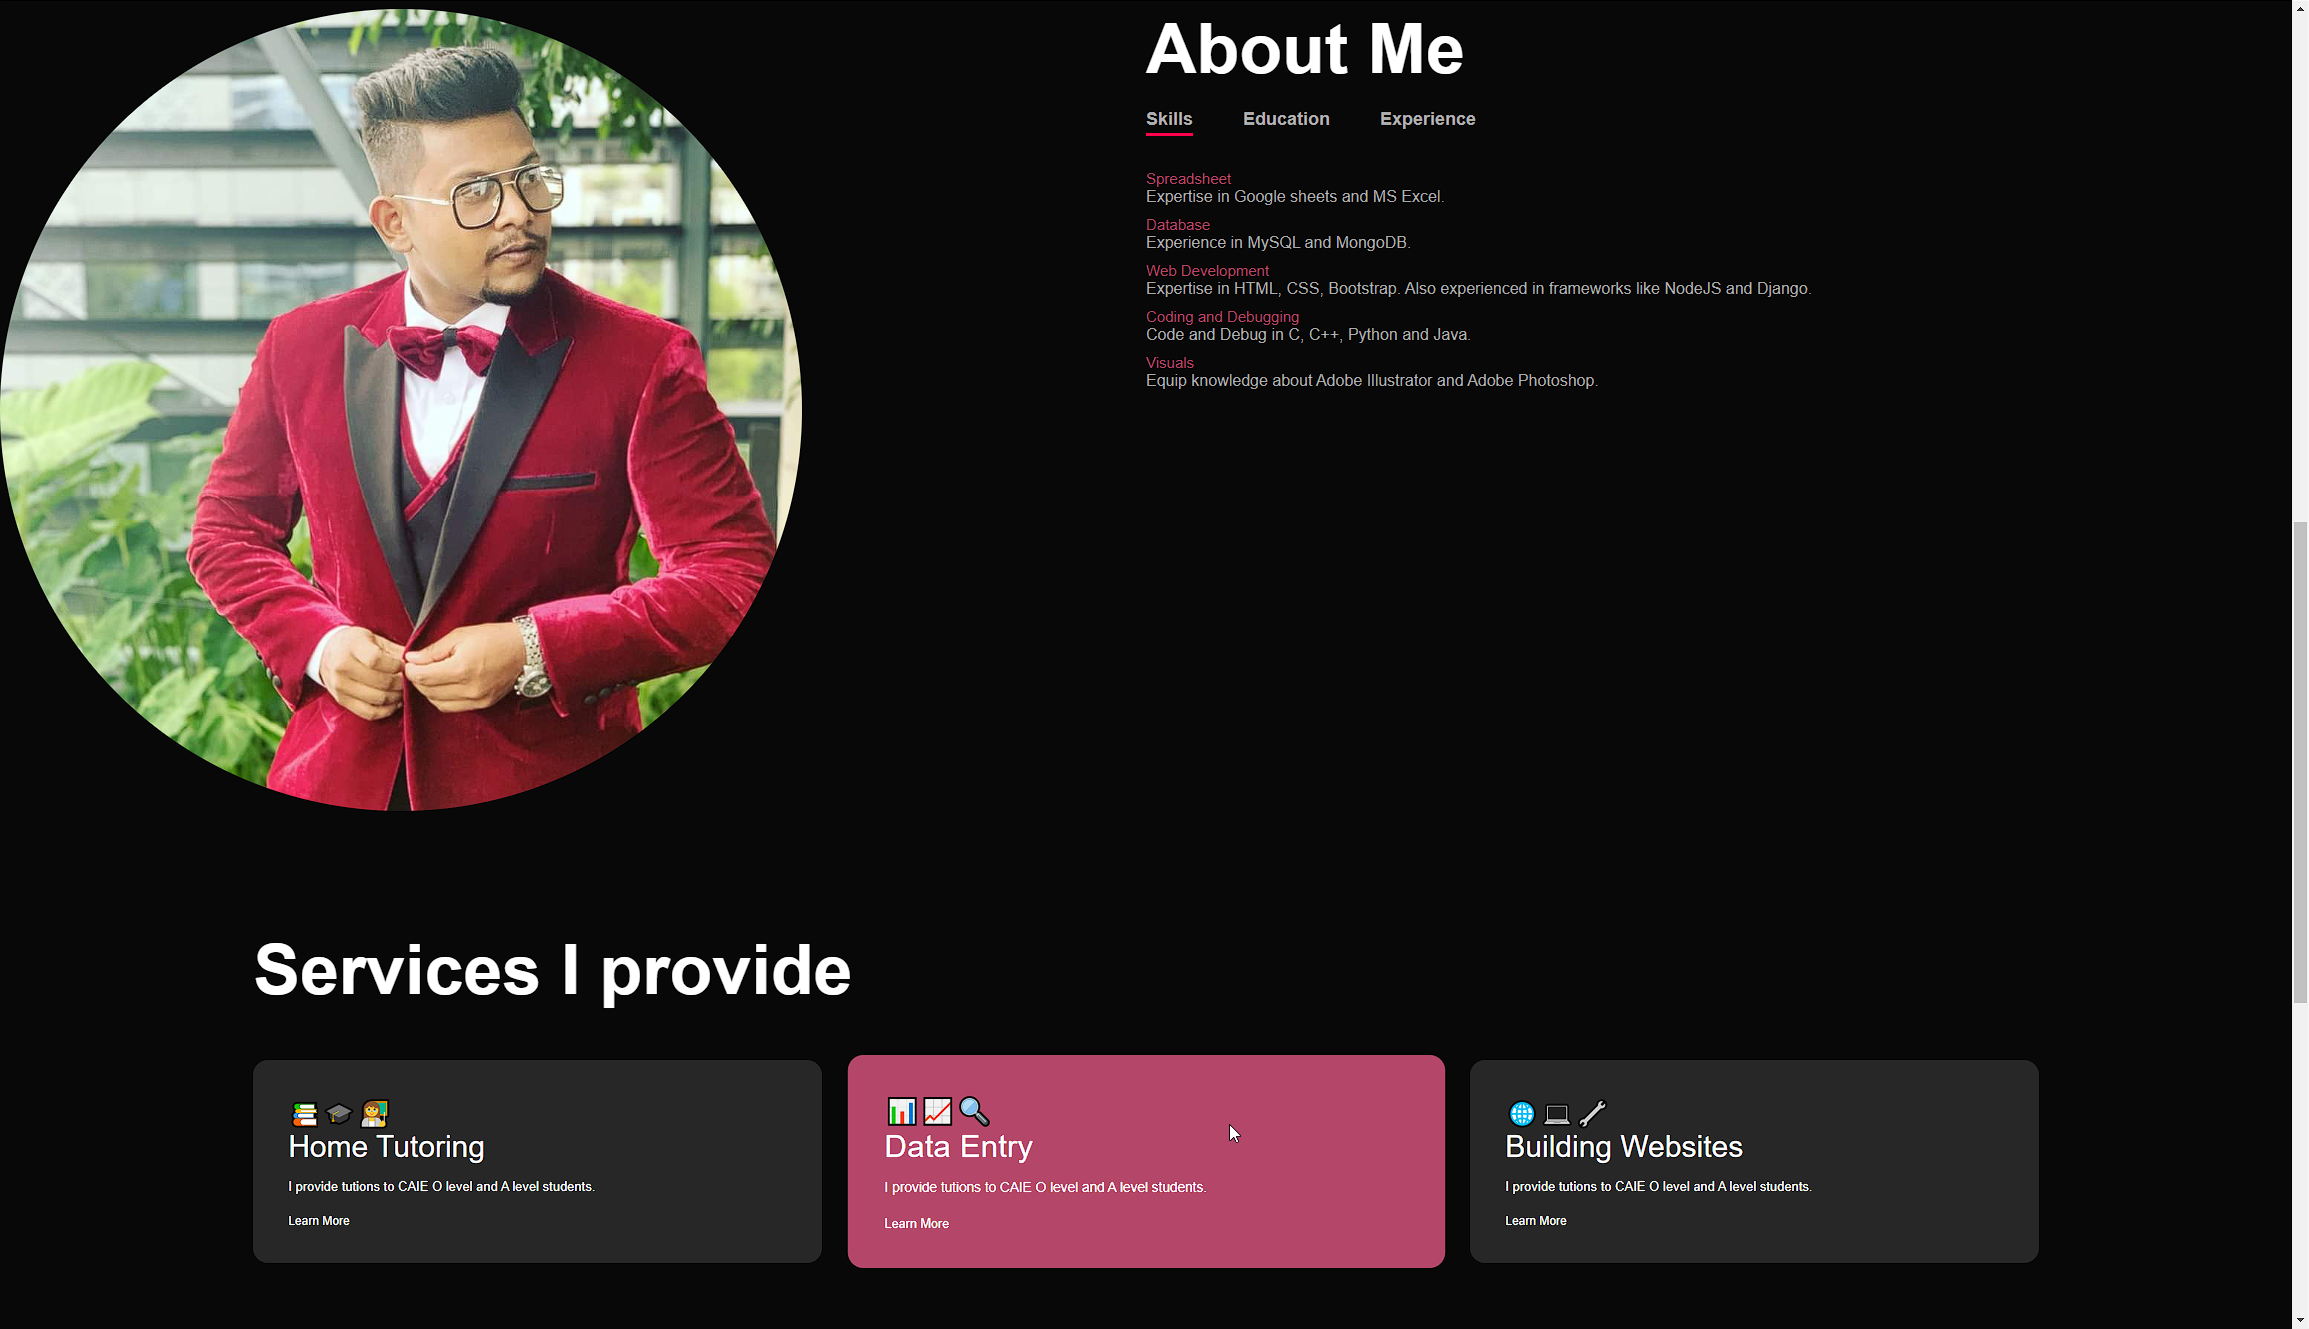 About Me
Skills Education Experience
Spreadsheet
Expertise in Google sheets and MS Excel.
Database
Experience in MySQL and MongoDB.
Web Development
Expertise in HTML, CSS, Bootstrap. Also experienced in frameworks like NodeJS and Django.
Coding and Debugging
Code and Debug in C, C++, Python and Java.
Visuals
Equip knowledge about Adobe Illustrator and Adobe Photoshop.
Services I provide
Home Tutoring
I provide tutions to CAIE O level and A level students.
Learn More
Data Entry
I provide tutions to CAIE O level and A level students.
Learn More
Building Websites
I provide tutions to CAIE O level and A level students.
Learn More